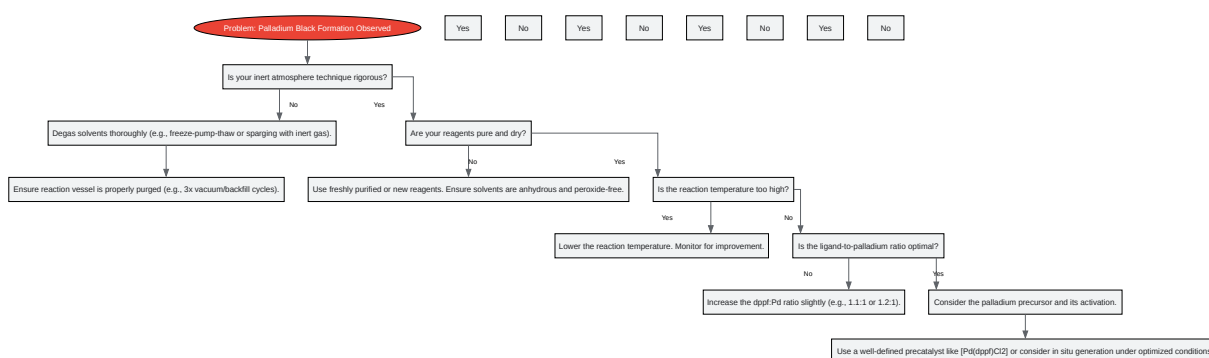 Problem: Palladium Black Formation Observed
Yes
No
Yes
No
Yes
No
Yes
No
Is your inert atmosphere technique rigorous?
No
Yes
Degas solvents thoroughly (e.g., freeze-pump-thaw or sparging with inert gas).
Are your reagents pure and dry?
No
Yes
Ensure reaction vessel is properly purged (e.g., 3x vacuum/backfill cycles).
Use freshly purified or new reagents. Ensure solvents are anhydrous and peroxide-free.
Is the reaction temperature too high?
Yes
No
Lower the reaction temperature. Monitor for improvement.
Is the ligand-to-palladium ratio optimal?
No
Yes
Increase the dppf:Pd ratio slightly (e.g., 1.1:1 or 1.2:1).
Consider the palladium precursor and its activation.
Use a well-defined precatalyst like [Pd(dppf)Cl2] or consider in situ generation under optimized conditions